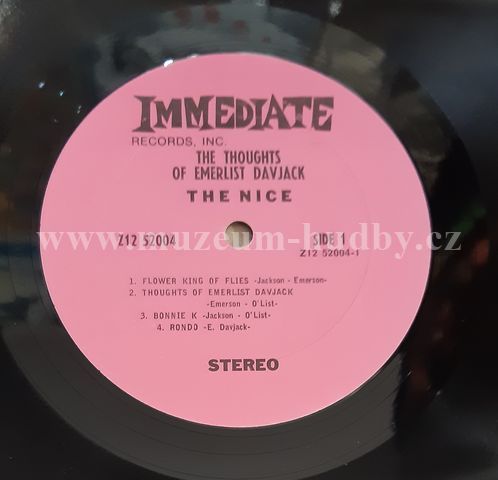 IMMEDIATE
RECORDS, INC.
THE THOUGHTS
OF EMERLIST DAVJACK
THE NICE
www.muzeum-hudby.cz
Z12 52004
SIDE 1
Z12 52004-1
1. FLOWER KING OF FLIES -Jackson - Emerson-
2. THOUGHTS OF EMERLIST DAVJACK
-Emerson - O'List-
3. BONNIE K -Jackson - O'List-
4. RONDO -E. Davjack-
STEREO